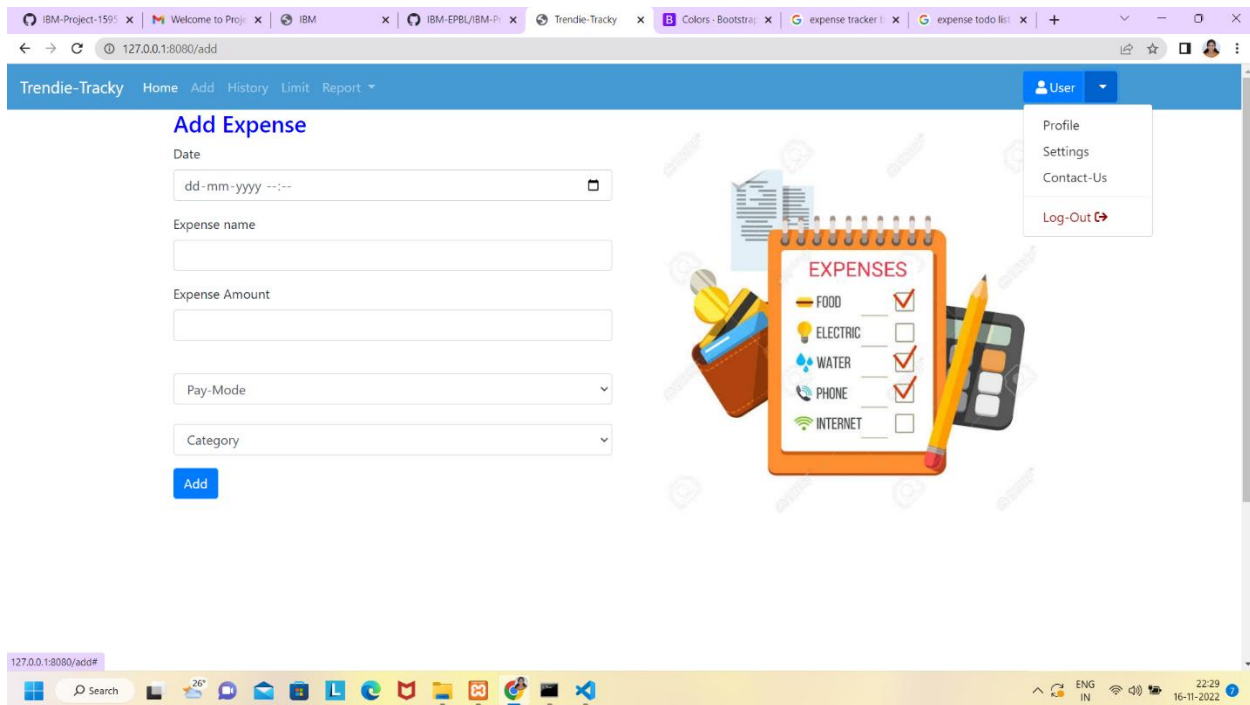 IBM-Project-1595
Welcome to Proje
IBM
IBM-EPBL/IBM-Pr
Trendie-Tracky
Colors · Bootstrap
expense tracker b
expense todo list
127.0.0.1:8080/add
Trendie-Tracky Home Add History Limit Report
User
Profile
Settings
Contact-Us
Log-Out
Add Expense
Date
dd-mm-yyyy --:--
Expense name
Expense Amount
Pay-Mode
Category
Add
EXPENSES
FOOD
ELECTRIC
WATER
PHONE
INTERNET
127.0.0.1:8080/add#
Search
26°
ENG
IN
22:29
16-11-2022
7